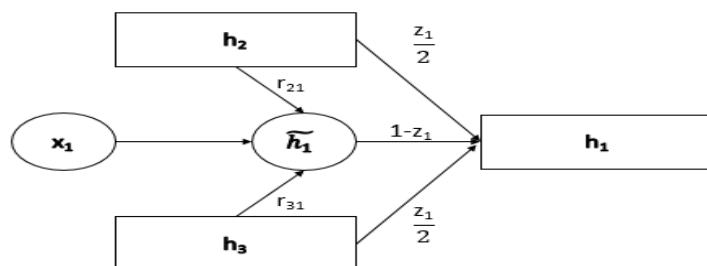 h₂
z₁/2
r₂₁
x₁
h̃₁
1-z₁
h₁
r₃₁
z₁/2
h₃